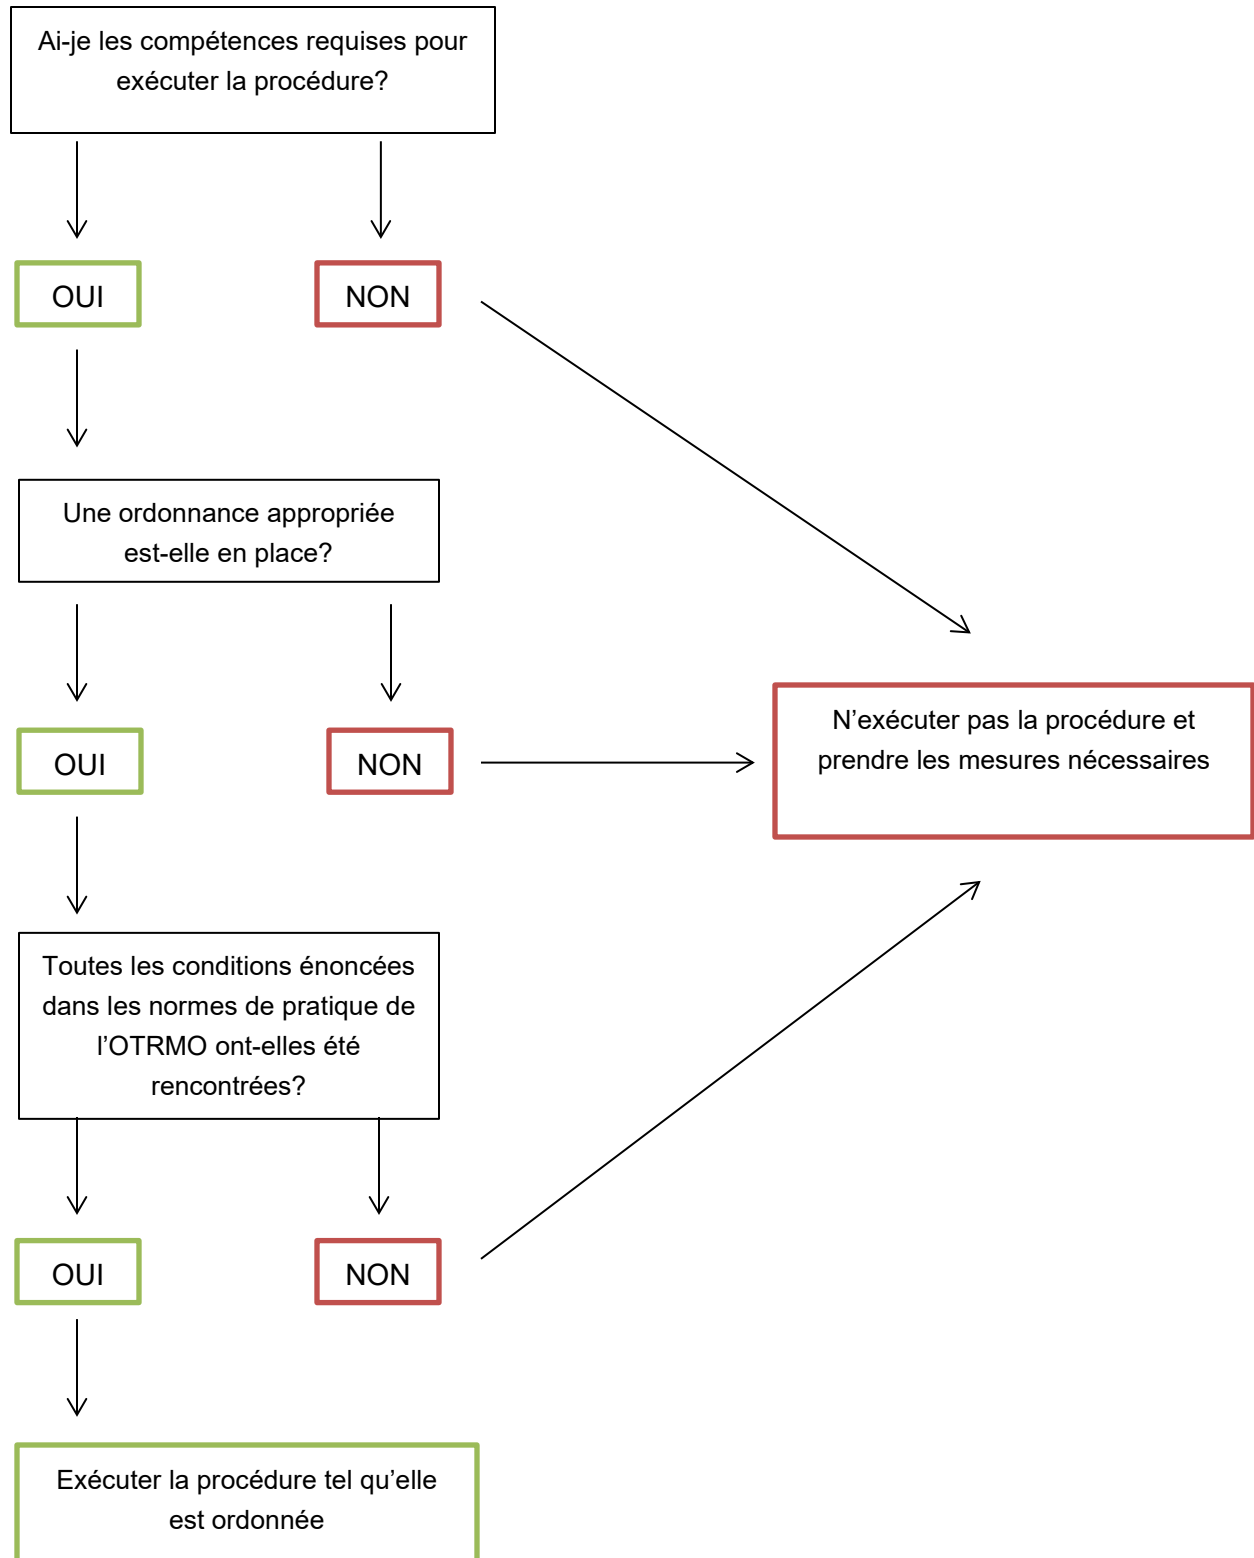 Ai-je les compétences requises pour
exécuter la procédure?
OUI
NON
Une ordonnance appropriée
est-elle en place?
OUI
NON
N’exécuter pas la procédure et
prendre les mesures nécessaires
Toutes les conditions énoncées
dans les normes de pratique de
l’OTRMO ont-elles été
rencontrées?
OUI
NON
Exécuter la procédure tel qu’elle
est ordonnée